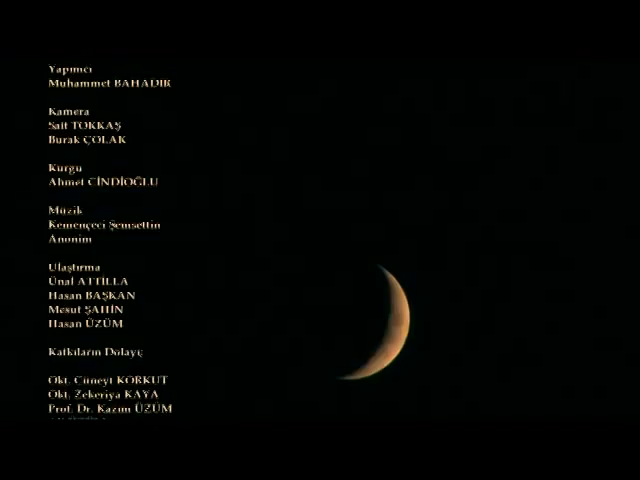 Yapımcı
Muhammet BAHADIR
Kamera
Sait TOKKAŞ
Burak ÇOLAK
Kurgu
Ahmet CİNDİOĞLU
Müzik
Kemençeci Şemsettin
Anonim
Ulaştırma
Ünal ATTİLLA
Hasan BAŞKAN
Mesut ŞAHİN
Hasan ÜZÜM
Katkıların Dolayı
Okt. Cüneyt KORKUT
Okt. Zekeriya KAYA
Prof. Dr. Kazım ÜZÜM